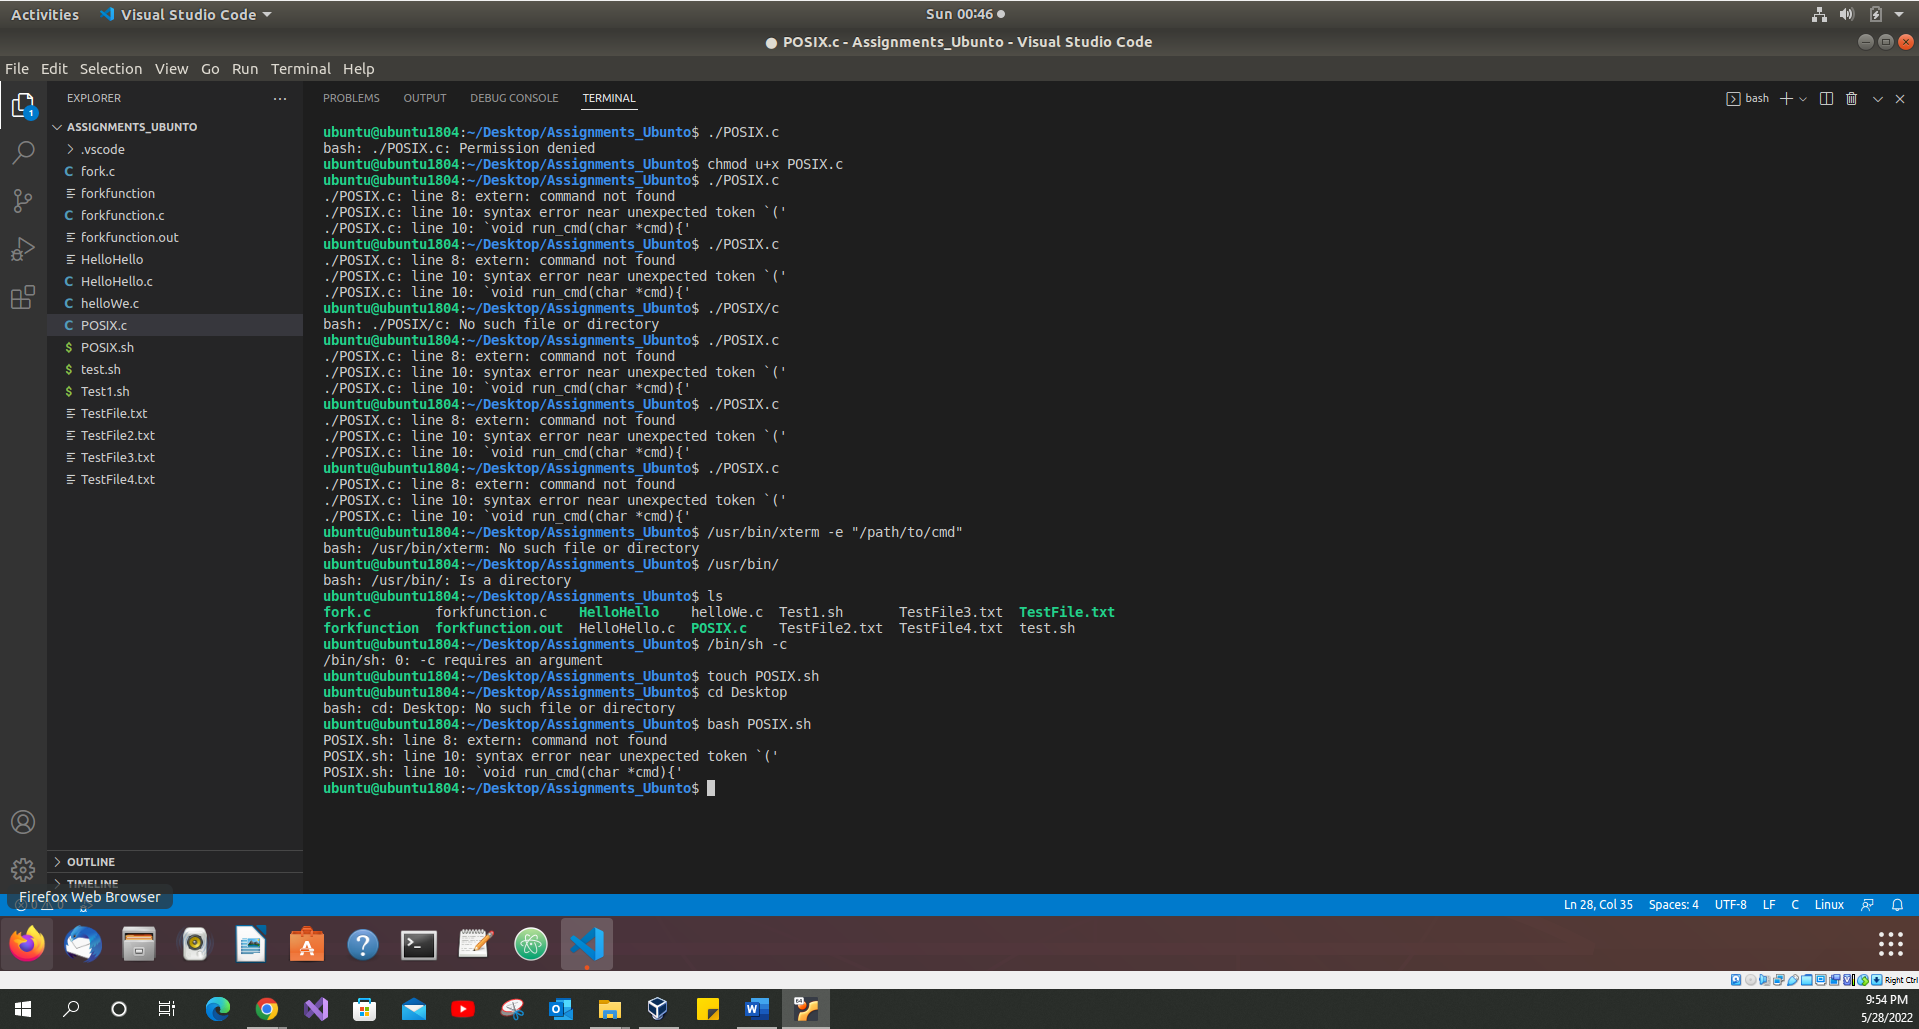 Activities Visual Studio Code Sun 00:46
POSIX.c - Assignments_Ubunto - Visual Studio Code
File Edit Selection View Go Run Terminal Help
EXPLORER
1
ASSIGNMENTS_UBUNTO
.vscode
C fork.c
forkfunction
C forkfunction.c
forkfunction.out
HelloHello
C HelloHello.c
C helloWe.c
C POSIX.c
$ POSIX.sh
$ test.sh
$ Test1.sh
TestFile.txt
TestFile2.txt
TestFile3.txt
TestFile4.txt
OUTLINE
TIMELINE
Firefox Web Browser
PROBLEMS OUTPUT DEBUG CONSOLE TERMINAL bash
ubuntu@ubuntu1804:~/Desktop/Assignments_Ubunto$ ./POSIX.c
bash: ./POSIX.c: Permission denied
ubuntu@ubuntu1804:~/Desktop/Assignments_Ubunto$ chmod u+x POSIX.c
ubuntu@ubuntu1804:~/Desktop/Assignments_Ubunto$ ./POSIX.c
./POSIX.c: line 8: extern: command not found
./POSIX.c: line 10: syntax error near unexpected token `('
./POSIX.c: line 10: `void run_cmd(char *cmd){'
ubuntu@ubuntu1804:~/Desktop/Assignments_Ubunto$ ./POSIX.c
./POSIX.c: line 8: extern: command not found
./POSIX.c: line 10: syntax error near unexpected token `('
./POSIX.c: line 10: `void run_cmd(char *cmd){'
ubuntu@ubuntu1804:~/Desktop/Assignments_Ubunto$ ./POSIX/c
bash: ./POSIX/c: No such file or directory
ubuntu@ubuntu1804:~/Desktop/Assignments_Ubunto$ ./POSIX.c
./POSIX.c: line 8: extern: command not found
./POSIX.c: line 10: syntax error near unexpected token `('
./POSIX.c: line 10: `void run_cmd(char *cmd){'
ubuntu@ubuntu1804:~/Desktop/Assignments_Ubunto$ ./POSIX.c
./POSIX.c: line 8: extern: command not found
./POSIX.c: line 10: syntax error near unexpected token `('
./POSIX.c: line 10: `void run_cmd(char *cmd){'
ubuntu@ubuntu1804:~/Desktop/Assignments_Ubunto$ ./POSIX.c
./POSIX.c: line 8: extern: command not found
./POSIX.c: line 10: syntax error near unexpected token `('
./POSIX.c: line 10: `void run_cmd(char *cmd){'
ubuntu@ubuntu1804:~/Desktop/Assignments_Ubunto$ /usr/bin/xterm -e "/path/to/cmd"
bash: /usr/bin/xterm: No such file or directory
ubuntu@ubuntu1804:~/Desktop/Assignments_Ubunto$ /usr/bin/
bash: /usr/bin/: Is a directory
ubuntu@ubuntu1804:~/Desktop/Assignments_Ubunto$ ls
fork.c forkfunction.c HelloHello helloWe.c Test1.sh TestFile3.txt TestFile.txt
forkfunction forkfunction.out HelloHello.c POSIX.c TestFile2.txt TestFile4.txt test.sh
ubuntu@ubuntu1804:~/Desktop/Assignments_Ubunto$ /bin/sh -c
/bin/sh: 0: -c requires an argument
ubuntu@ubuntu1804:~/Desktop/Assignments_Ubunto$ touch POSIX.sh
ubuntu@ubuntu1804:~/Desktop/Assignments_Ubunto$ cd Desktop
bash: cd: Desktop: No such file or directory
ubuntu@ubuntu1804:~/Desktop/Assignments_Ubunto$ bash POSIX.sh
POSIX.sh: line 8: extern: command not found
POSIX.sh: line 10: syntax error near unexpected token `('
POSIX.sh: line 10: `void run_cmd(char *cmd){'
ubuntu@ubuntu1804:~/Desktop/Assignments_Ubunto$
Ln 28, Col 35 Spaces: 4 UTF-8 LF C Linux
Right Ctrl
9:54 PM
5/28/2022